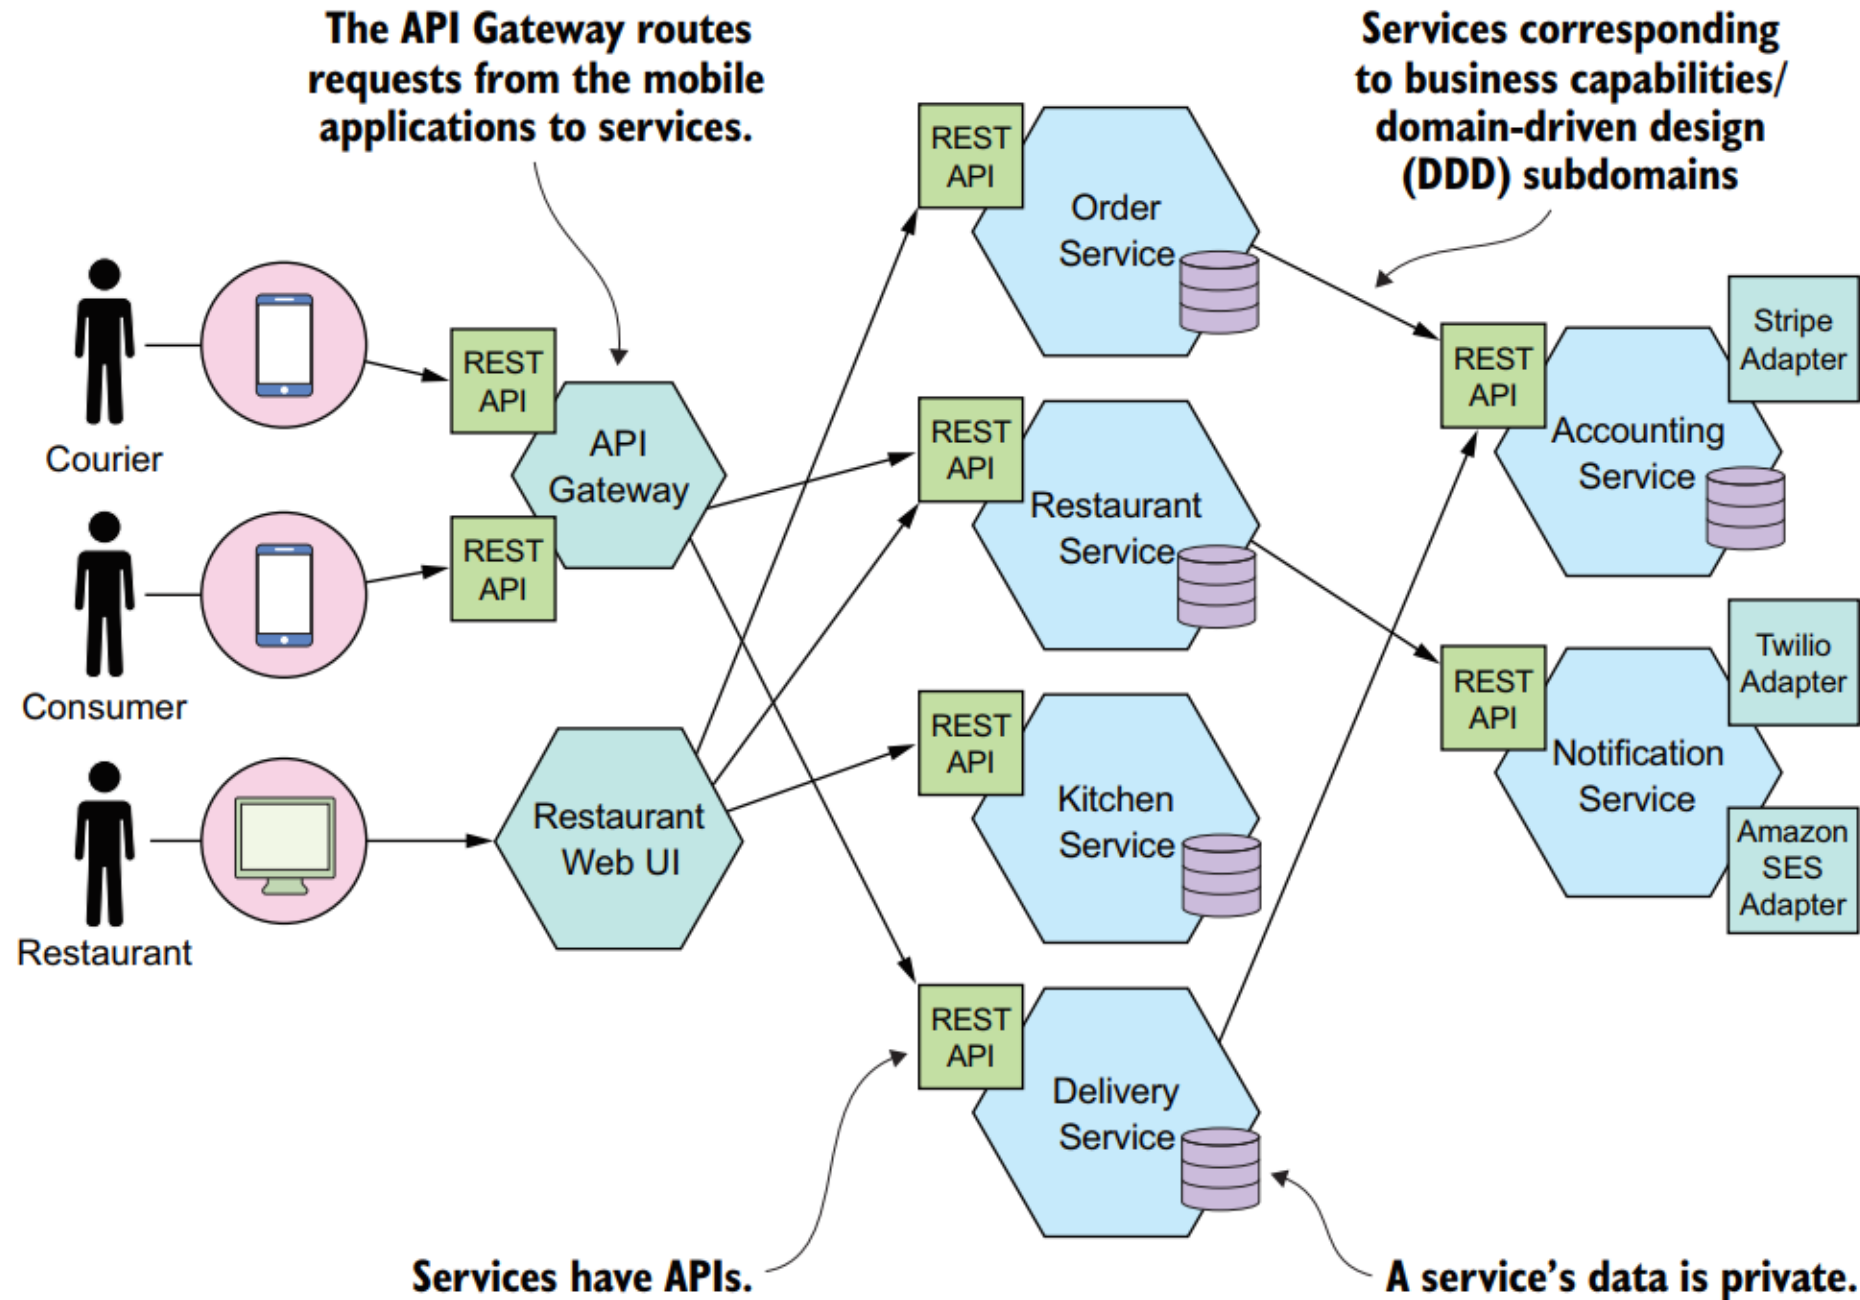 The API Gateway routes
requests from the mobile
applications to services.
Services corresponding
to business capabilities/
domain-driven design
(DDD) subdomains
REST
API
Order
Service
Courier
REST
API
API
Gateway
REST
API
Consumer
REST
API
Restaurant
Service
REST
API
Stripe
Adapter
Accounting
Service
Restaurant
Restaurant
Web UI
REST
API
Kitchen
Service
REST
API
Twilio
Adapter
Notification
Service
Amazon
SES
Adapter
REST
API
Delivery
Service
Services have APIs.
A service’s data is private.